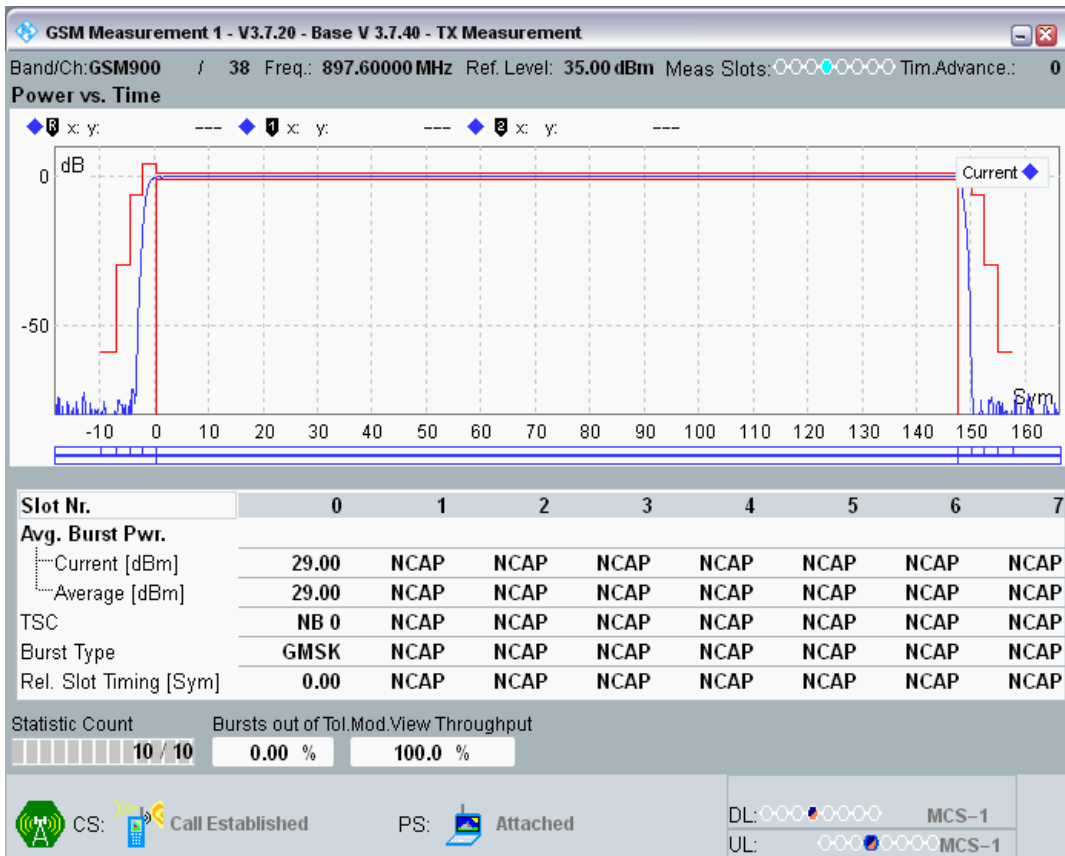 GSM Measurement 1 - V3.7.20 - Base V 3.7.40 - TX Measurement
Band/Ch:GSM900 / 38 Freq.: 897.60000 MHz Ref. Level: 35.00 dBm Meas Slots: Tim.Advance.: 0
Power vs. Time
R x: y: --- 1 x: y: --- 2 x: y: ---
dB
Current
0
-50
Sym
-10 0 10 20 30 40 50 60 70 80 90 100 110 120 130 140 150 160
Slot Nr. 0 1 2 3 4 5 6 7
Avg. Burst Pwr.
Current [dBm] 29.00 NCAP NCAP NCAP NCAP NCAP NCAP NCAP
Average [dBm] 29.00 NCAP NCAP NCAP NCAP NCAP NCAP NCAP
TSC NB 0 NCAP NCAP NCAP NCAP NCAP NCAP NCAP
Burst Type GMSK NCAP NCAP NCAP NCAP NCAP NCAP NCAP
Rel. Slot Timing [Sym] 0.00 NCAP NCAP NCAP NCAP NCAP NCAP NCAP
Statistic Count Bursts out of Tol.Mod.View Throughput
10 / 10 0.00 % 100.0 %
CS: Call Established PS: Attached
DL: MCS-1
UL: MCS-1